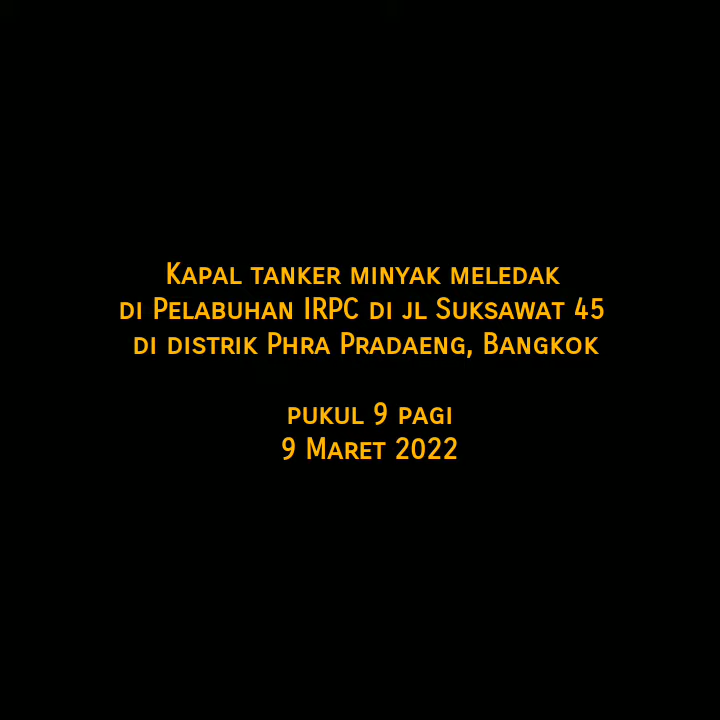 Kapal tanker minyak meledak
di Pelabuhan IRPC di jl Suksawat 45
di distrik Phra Pradaeng, Bangkok
pukul 9 pagi
9 Maret 2022